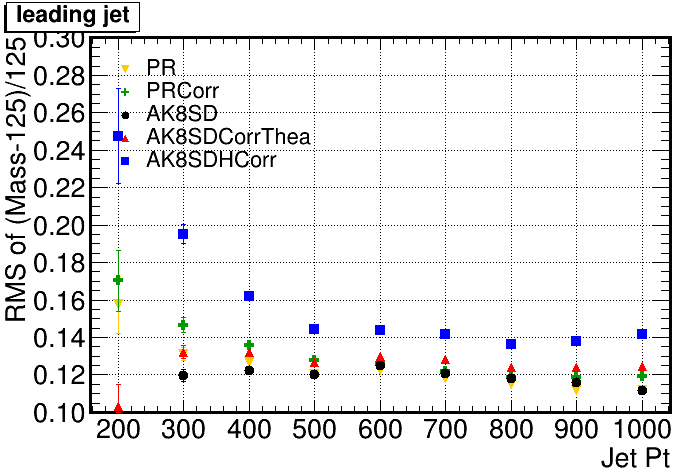 leading jet
RMS of (Mass-125)/125
0.30
0.28
0.26
0.24
0.22
0.20
0.18
0.16
0.14
0.12
0.10
PR
PRCorr
AK8SD
AK8SDCorrThea
AK8SDHCorr
200 300 400 500 600 700 800 900 1000
Jet Pt